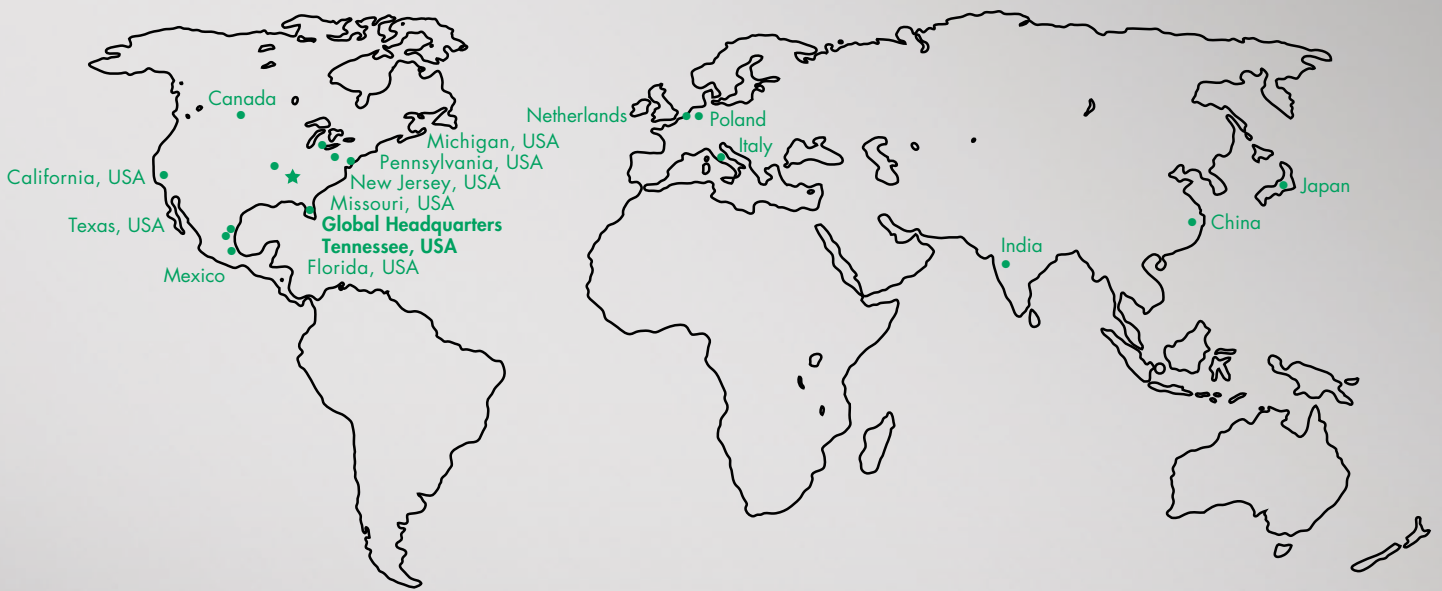 Canada
Michigan, USA
Pennsylvania, USA
California, USA
New Jersey, USA
Missouri, USA
Texas, USA
Global Headquarters
Tennessee, USA
Mexico
Florida, USA
Netherlands
Poland
Italy
Japan
China
India